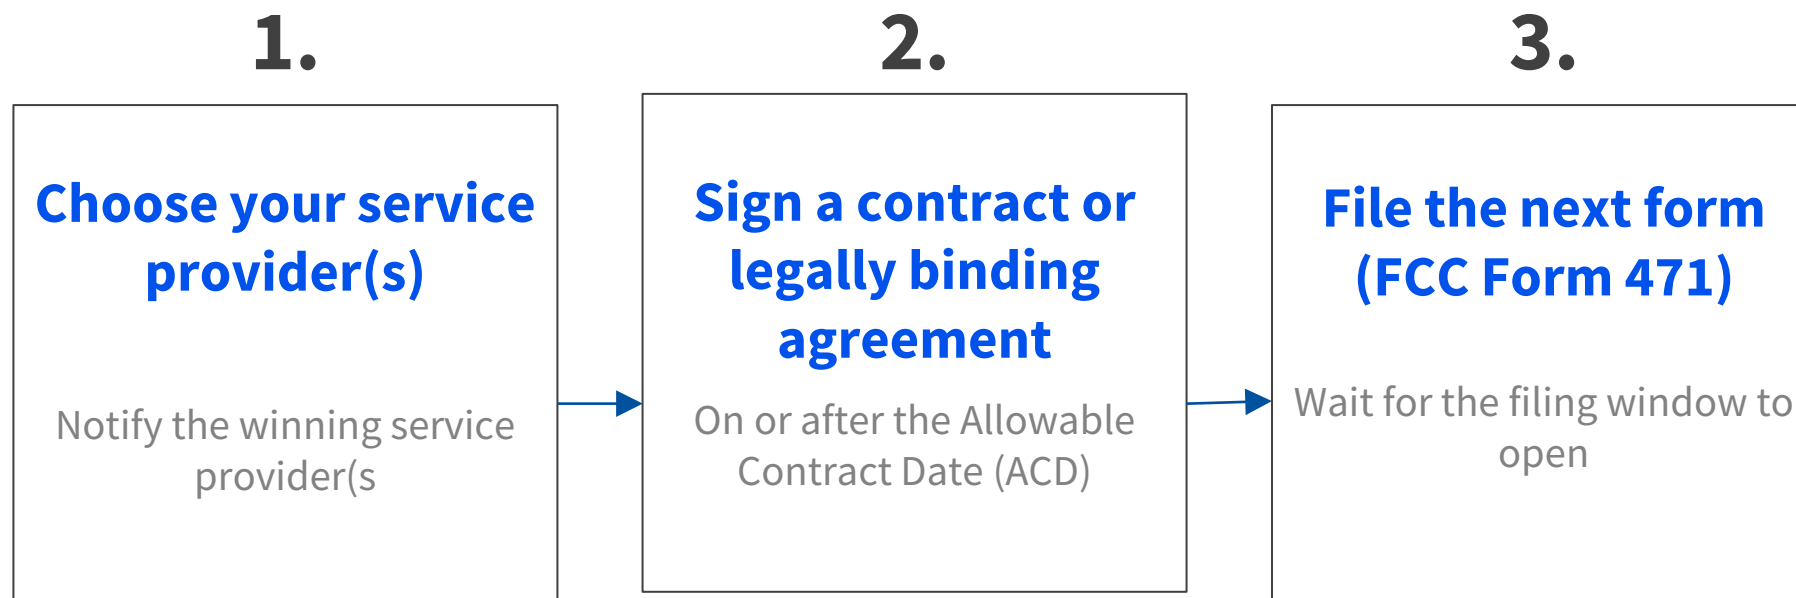 1.
Choose your service
provider(s)
Notify the winning service
provider(s
2.
Sign a contract or
legally binding
agreement
On or after the Allowable
Contract Date (ACD)
3.
File the next form
(FCC Form 471)
Wait for the filing window to
open